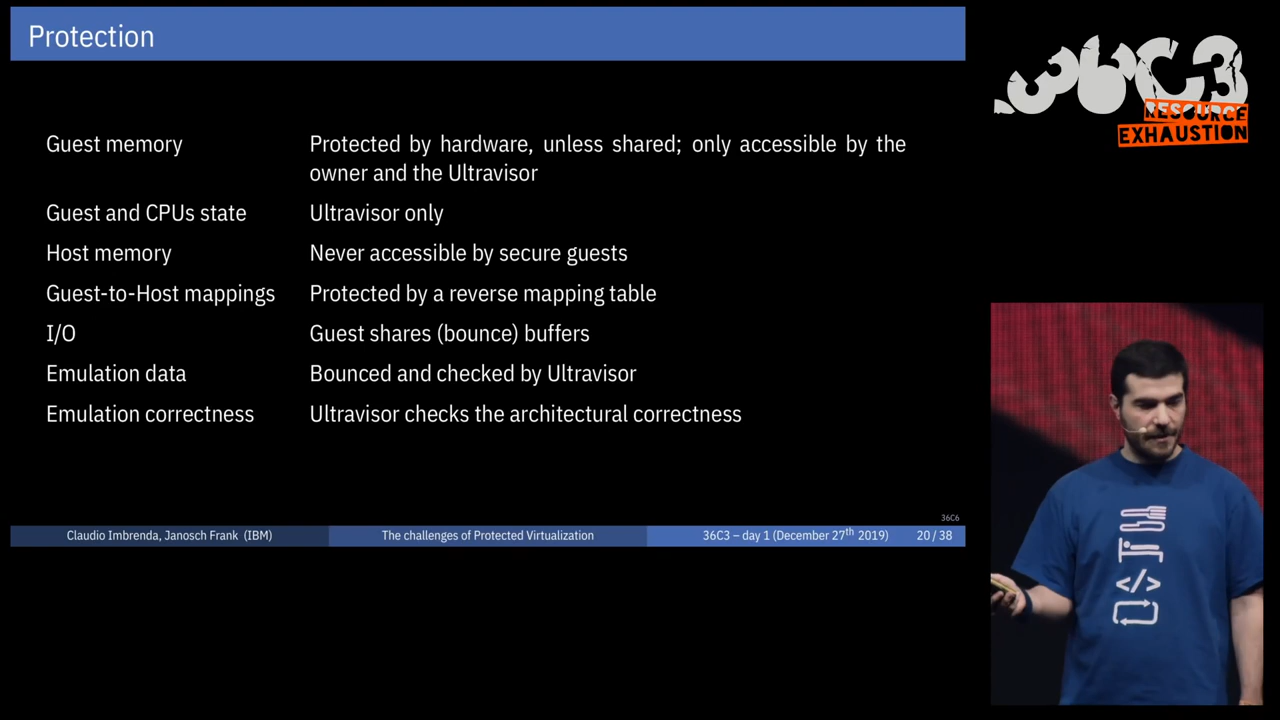 Protection
Guest memory Protected by hardware, unless shared; only accessible by the
owner and the Ultravisor
Guest and CPUs state Ultravisor only
Host memory Never accessible by secure guests
Guest-to-Host mappings Protected by a reverse mapping table
I/O Guest shares (bounce) buffers
Emulation data Bounced and checked by Ultravisor
Emulation correctness Ultravisor checks the architectural correctness
36C6
Claudio Imbrenda, Janosch Frank (IBM) The challenges of Protected Virtualization 36C3 – day 1 (December 27th 2019) 20 / 38
36C3
RESOURCE
EXHAUSTION
</>